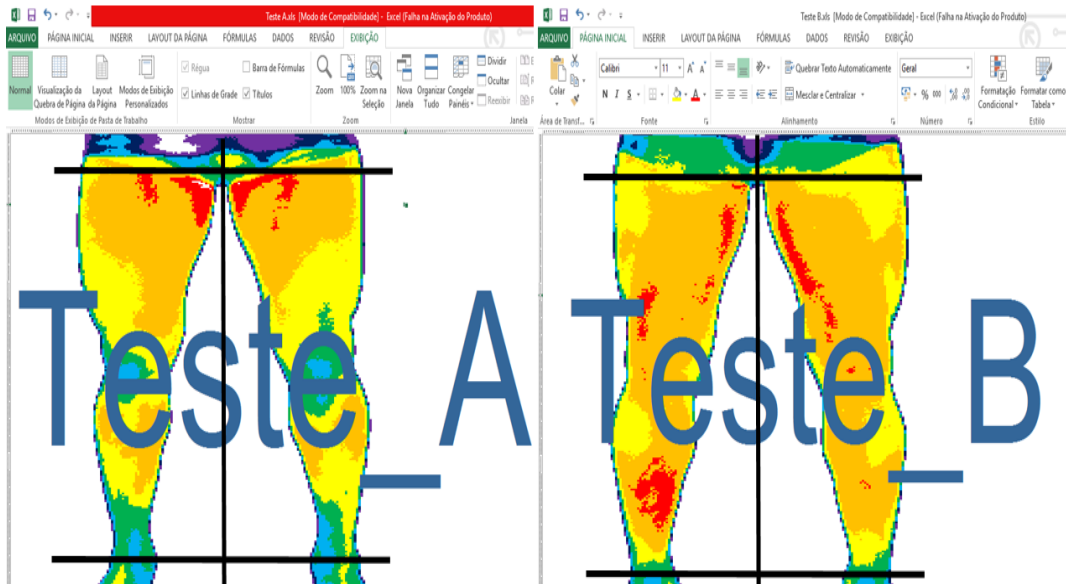 Teste A.xls [Modo de Compatibilidade] - Excel (Falha na Ativação do Produto)
ARQUIVO PÁGINA INICIAL INSERIR LAYOUT DA PÁGINA FÓRMULAS DADOS REVISÃO EXIBIÇÃO
Normal Visualização da Quebra de Página Layout da Página Modos de Exibição Personalizados
Régua Barra de Fórmulas
Linhas de Grade Títulos
Zoom 100% Zoom na Seleção
Nova Janela Organizar Tudo Congelar Painéis
Dividir
Ocultar
Reexibir
Modos de Exibição de Pasta de Trabalho Mostrar Zoom Janela
Teste_A
Teste B.xls [Modo de Compatibilidade] - Excel (Falha na Ativação do Produto)
ARQUIVO PÁGINA INICIAL INSERIR LAYOUT DA PÁGINA FÓRMULAS DADOS REVISÃO EXIBIÇÃO
Colar
Calibri 11 A A
N I S A
Quebrar Texto Automaticamente
Mesclar e Centralizar
Geral
% 000
Formatação Condicional Formatar como Tabela
Área de Transf... Fonte Alinhamento Número Estilo
Teste_B